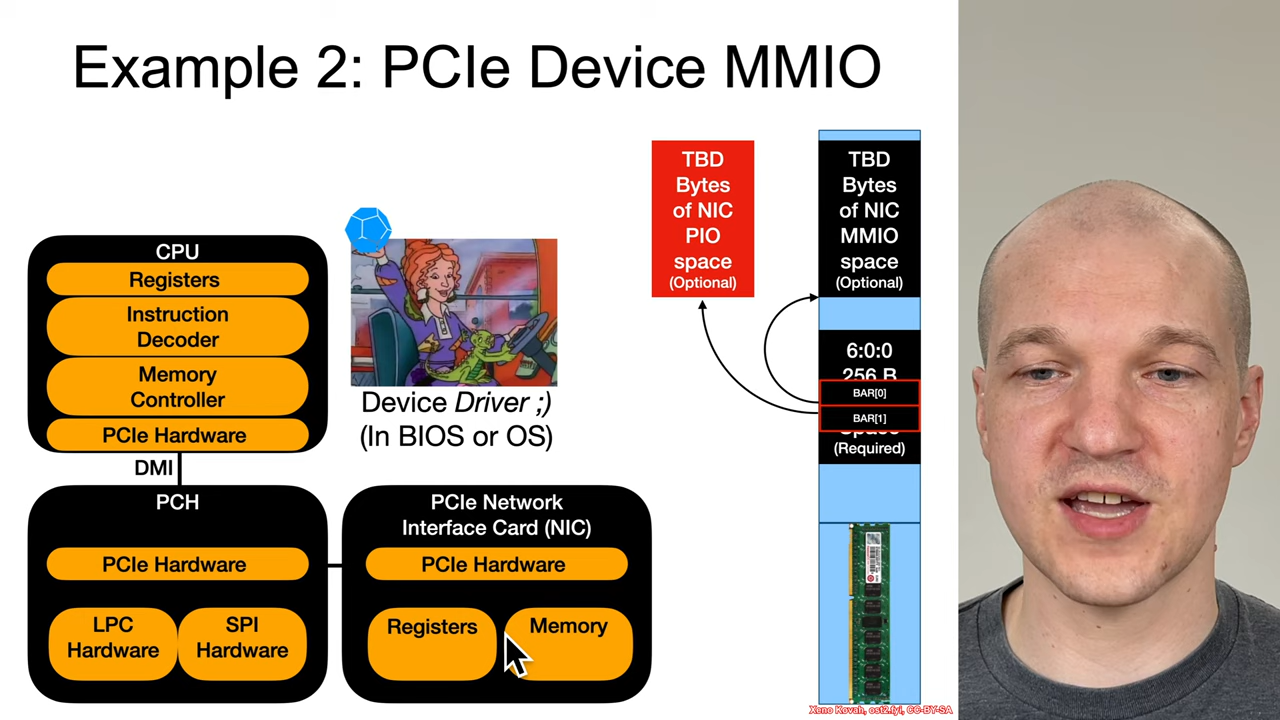 Example 2: PCIe Device MMIO
TBD
Bytes
of NIC
PIO
space
(Optional)
TBD
Bytes
of NIC
MMIO
space
(Optional)
CPU
Registers
Instruction
Decoder
Memory
Controller
PCIe Hardware
DMI
Device Driver ;)
(In BIOS or OS)
6:0:0
256 B
BAR[0]
BAR[1]
Space
(Required)
PCH
PCIe Hardware
LPC
Hardware
SPI
Hardware
PCIe Network
Interface Card (NIC)
PCIe Hardware
Registers
Memory
Xeno Kovah, ost2.fyi, CC-BY-SA